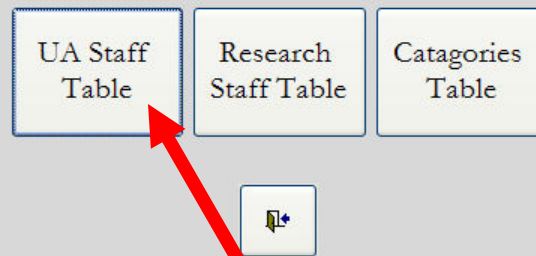 UA Staff
Table
Research
Staff Table
Catagories
Table